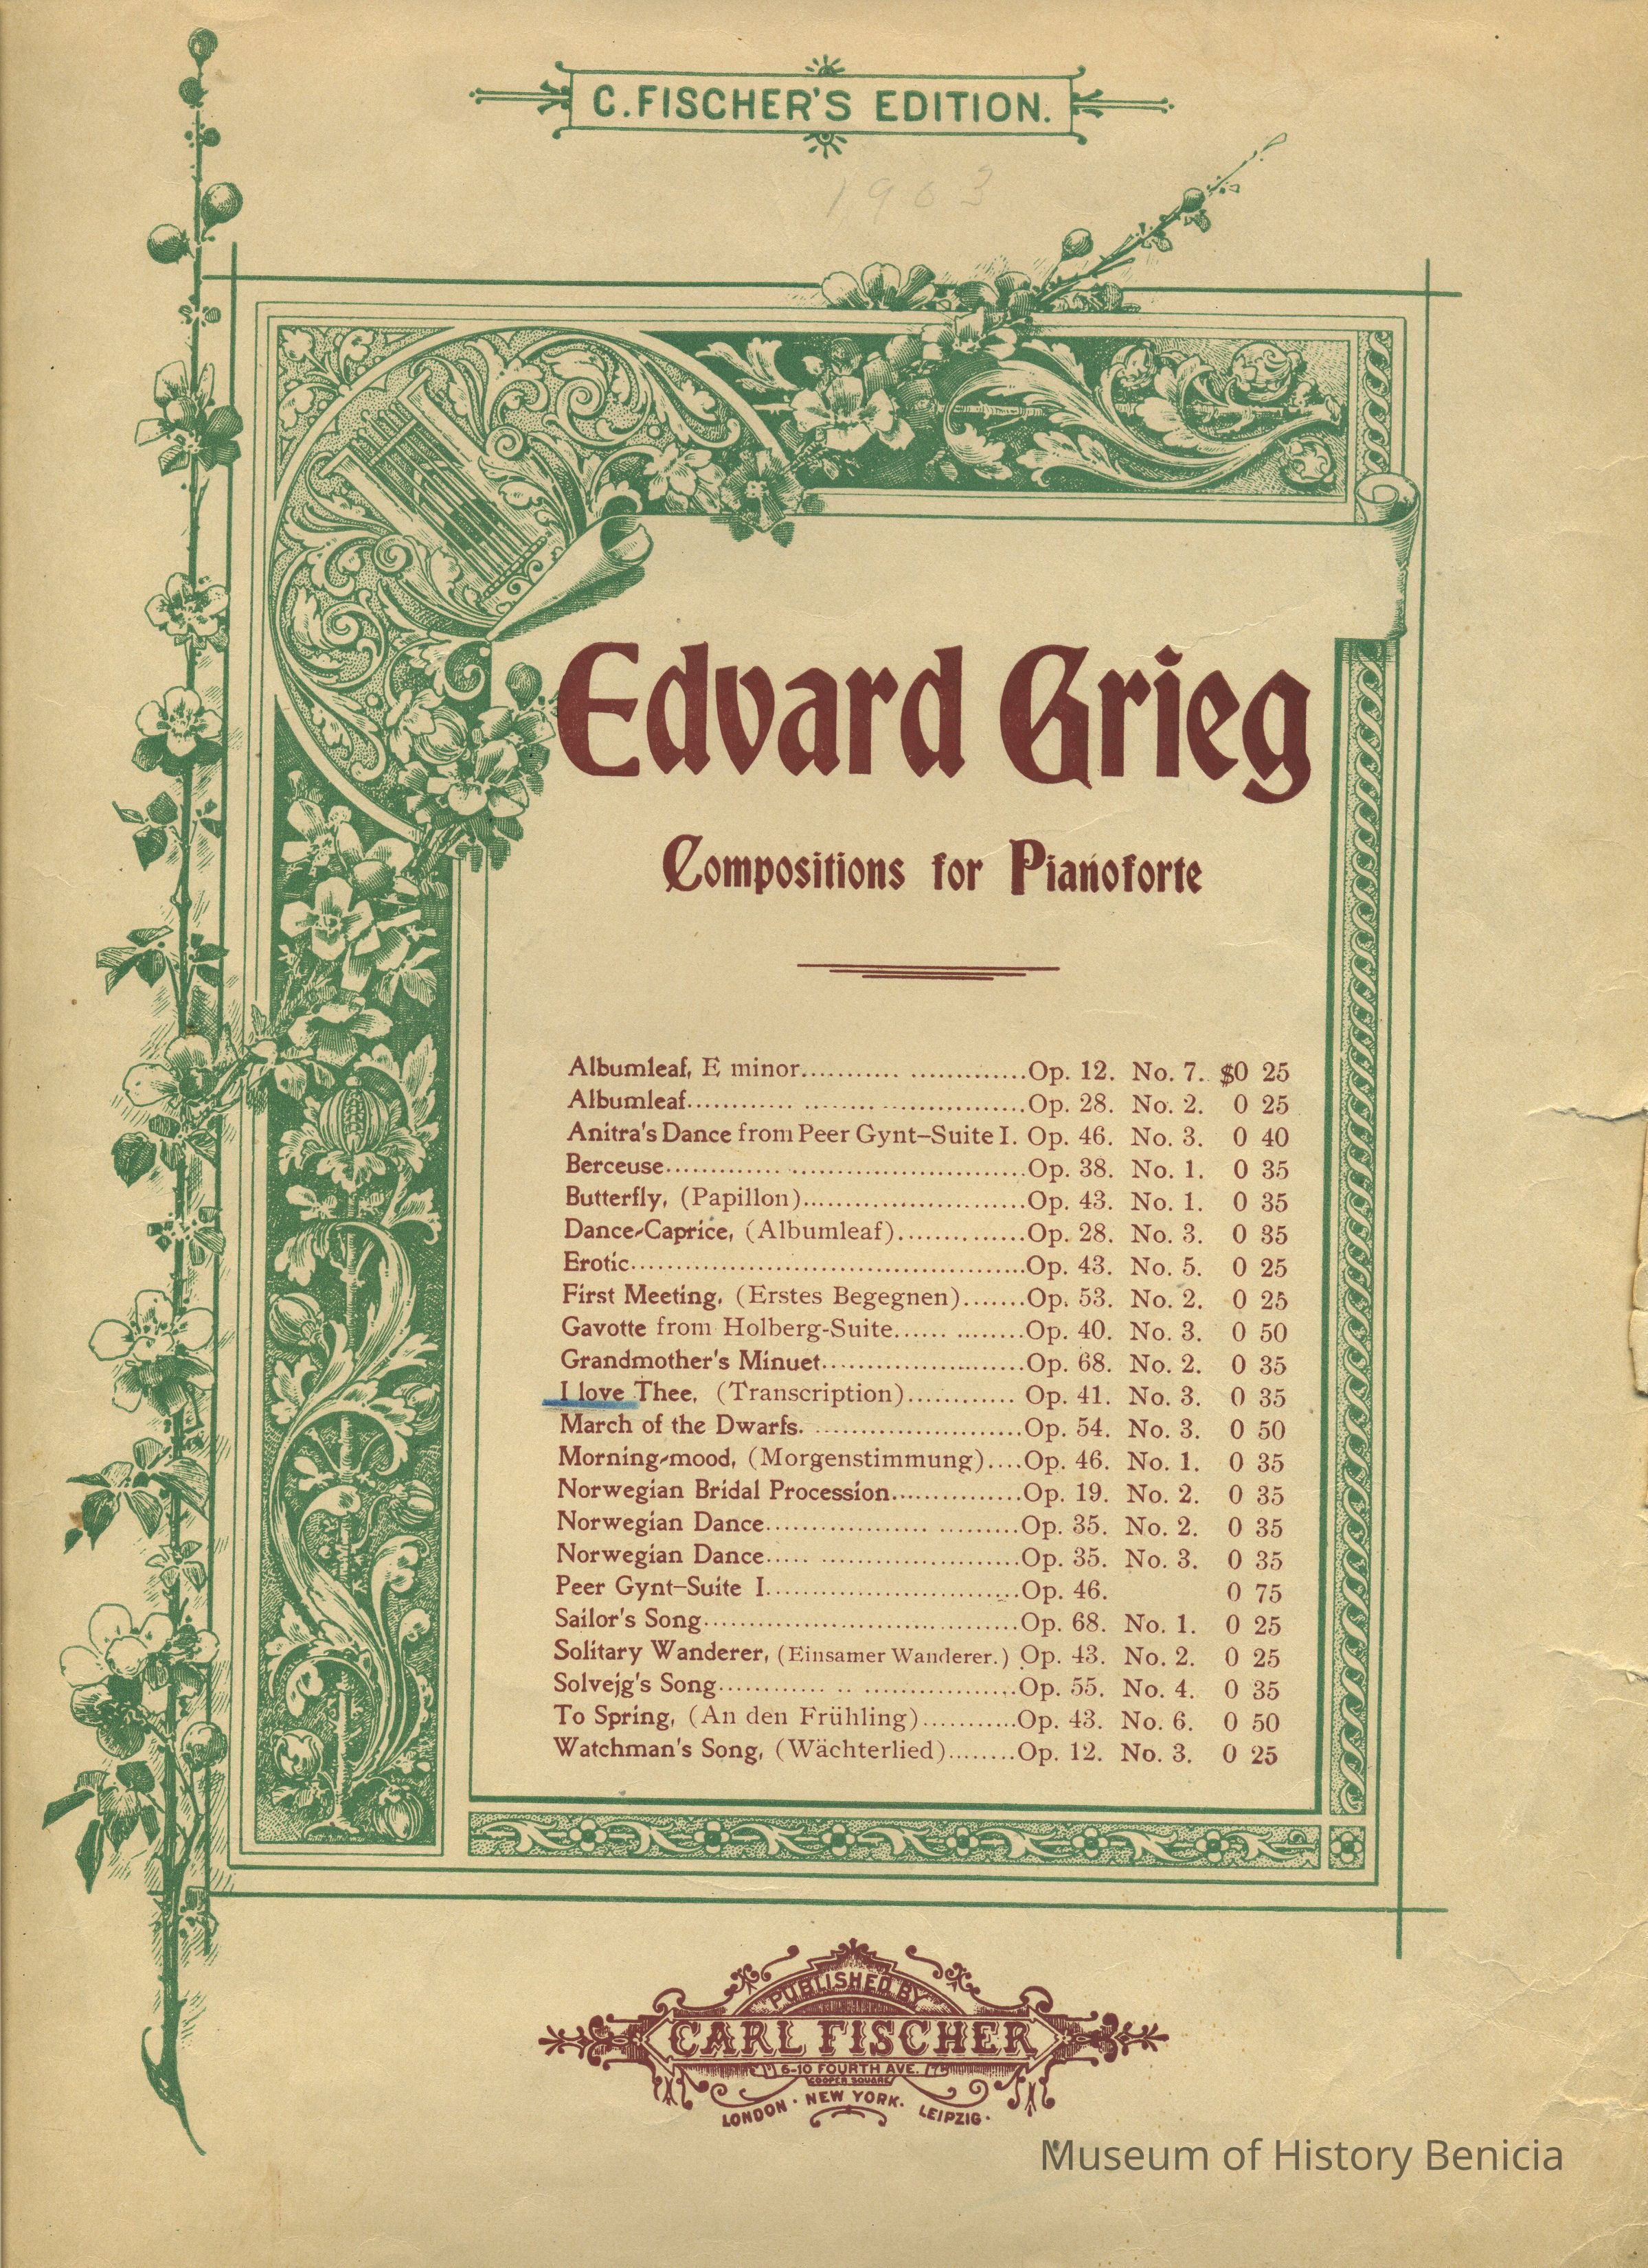 C. FISCHER'S EDITION.
1903
Edvard Grieg
Compositions for Pianoforte
Albumleaf, E minor........... .............Op. 12. No. 7. $0 25
Albumleaf............ ........ .................Op. 28. No. 2. 0 25
Anitra's Dance from Peer Gynt–Suite I. Op. 46. No. 3. 0 40
Berceuse............. ..........................Op. 38. No. 1. 0 35
Butterfly, (Papillon).........................Op. 43. No. 1. 0 35
Dance-Caprice, (Albumleaf)..............Op. 28. No. 3. 0 35
Erotic............................................Op. 43. No. 5. 0 25
First Meeting, (Erstes Begegnen).......Op. 53. No. 2. 0 25
Gavotte from Holberg-Suite...... ........Op. 40. No. 3. 0 50
Grandmother's Minuet......................Op. 68. No. 2. 0 35
I love Thee, (Transcription)............ Op. 41. No. 3. 0 35
March of the Dwarfs. .......................Op. 54. No. 3. 0 50
Morning-mood, (Morgenstimmung)....Op. 46. No. 1. 0 35
Norwegian Bridal Procession...............Op. 19. No. 2. 0 35
Norwegian Dance.................. .........Op. 35. No. 2. 0 35
Norwegian Dance..... ......................Op. 35. No. 3. 0 35
Peer Gynt–Suite I............................Op. 46. 0 75
Sailor's Song..................................Op. 68. No. 1. 0 25
Solitary Wanderer, (Einsamer Wanderer.) Op. 43. No. 2. 0 25
Solvejg's Song............ .. .................Op. 55. No. 4. 0 35
To Spring, (An den Frühling)...........Op. 43. No. 6. 0 50
Watchman's Song, (Wächterlied)........Op. 12. No. 3. 0 25
PUBLISHED BY
CARL FISCHER
6-10 FOURTH AVE.
COOPER SQUARE
LONDON · NEW YORK · LEIPZIG ·
Museum of History Benicia